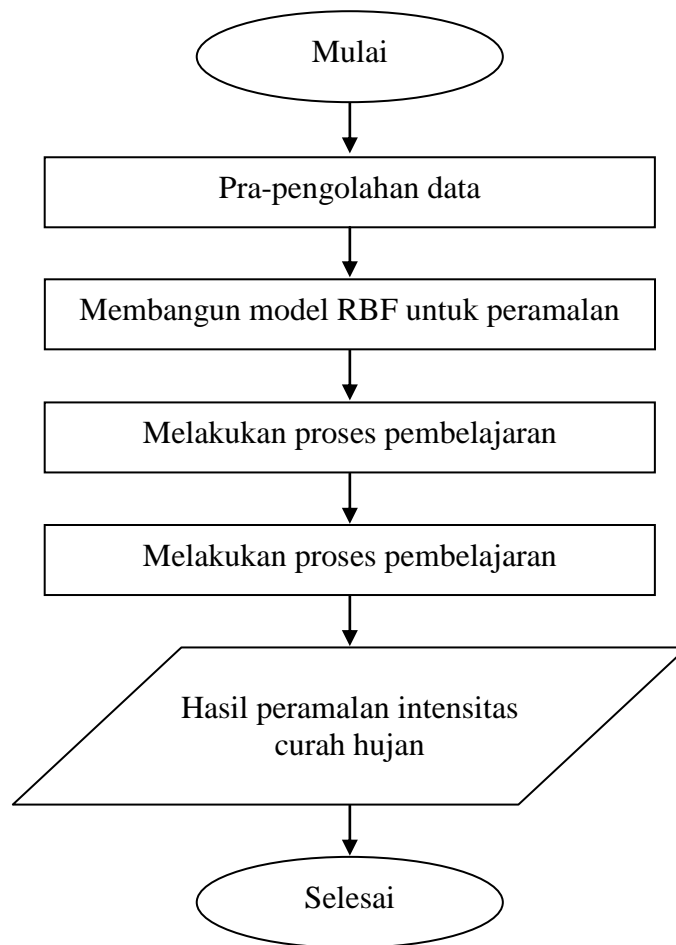 Mulai
Pra-pengolahan data
Membangun model RBF untuk peramalan
Melakukan proses pembelajaran
Melakukan proses pembelajaran
Hasil peramalan intensitas
curah hujan
Selesai